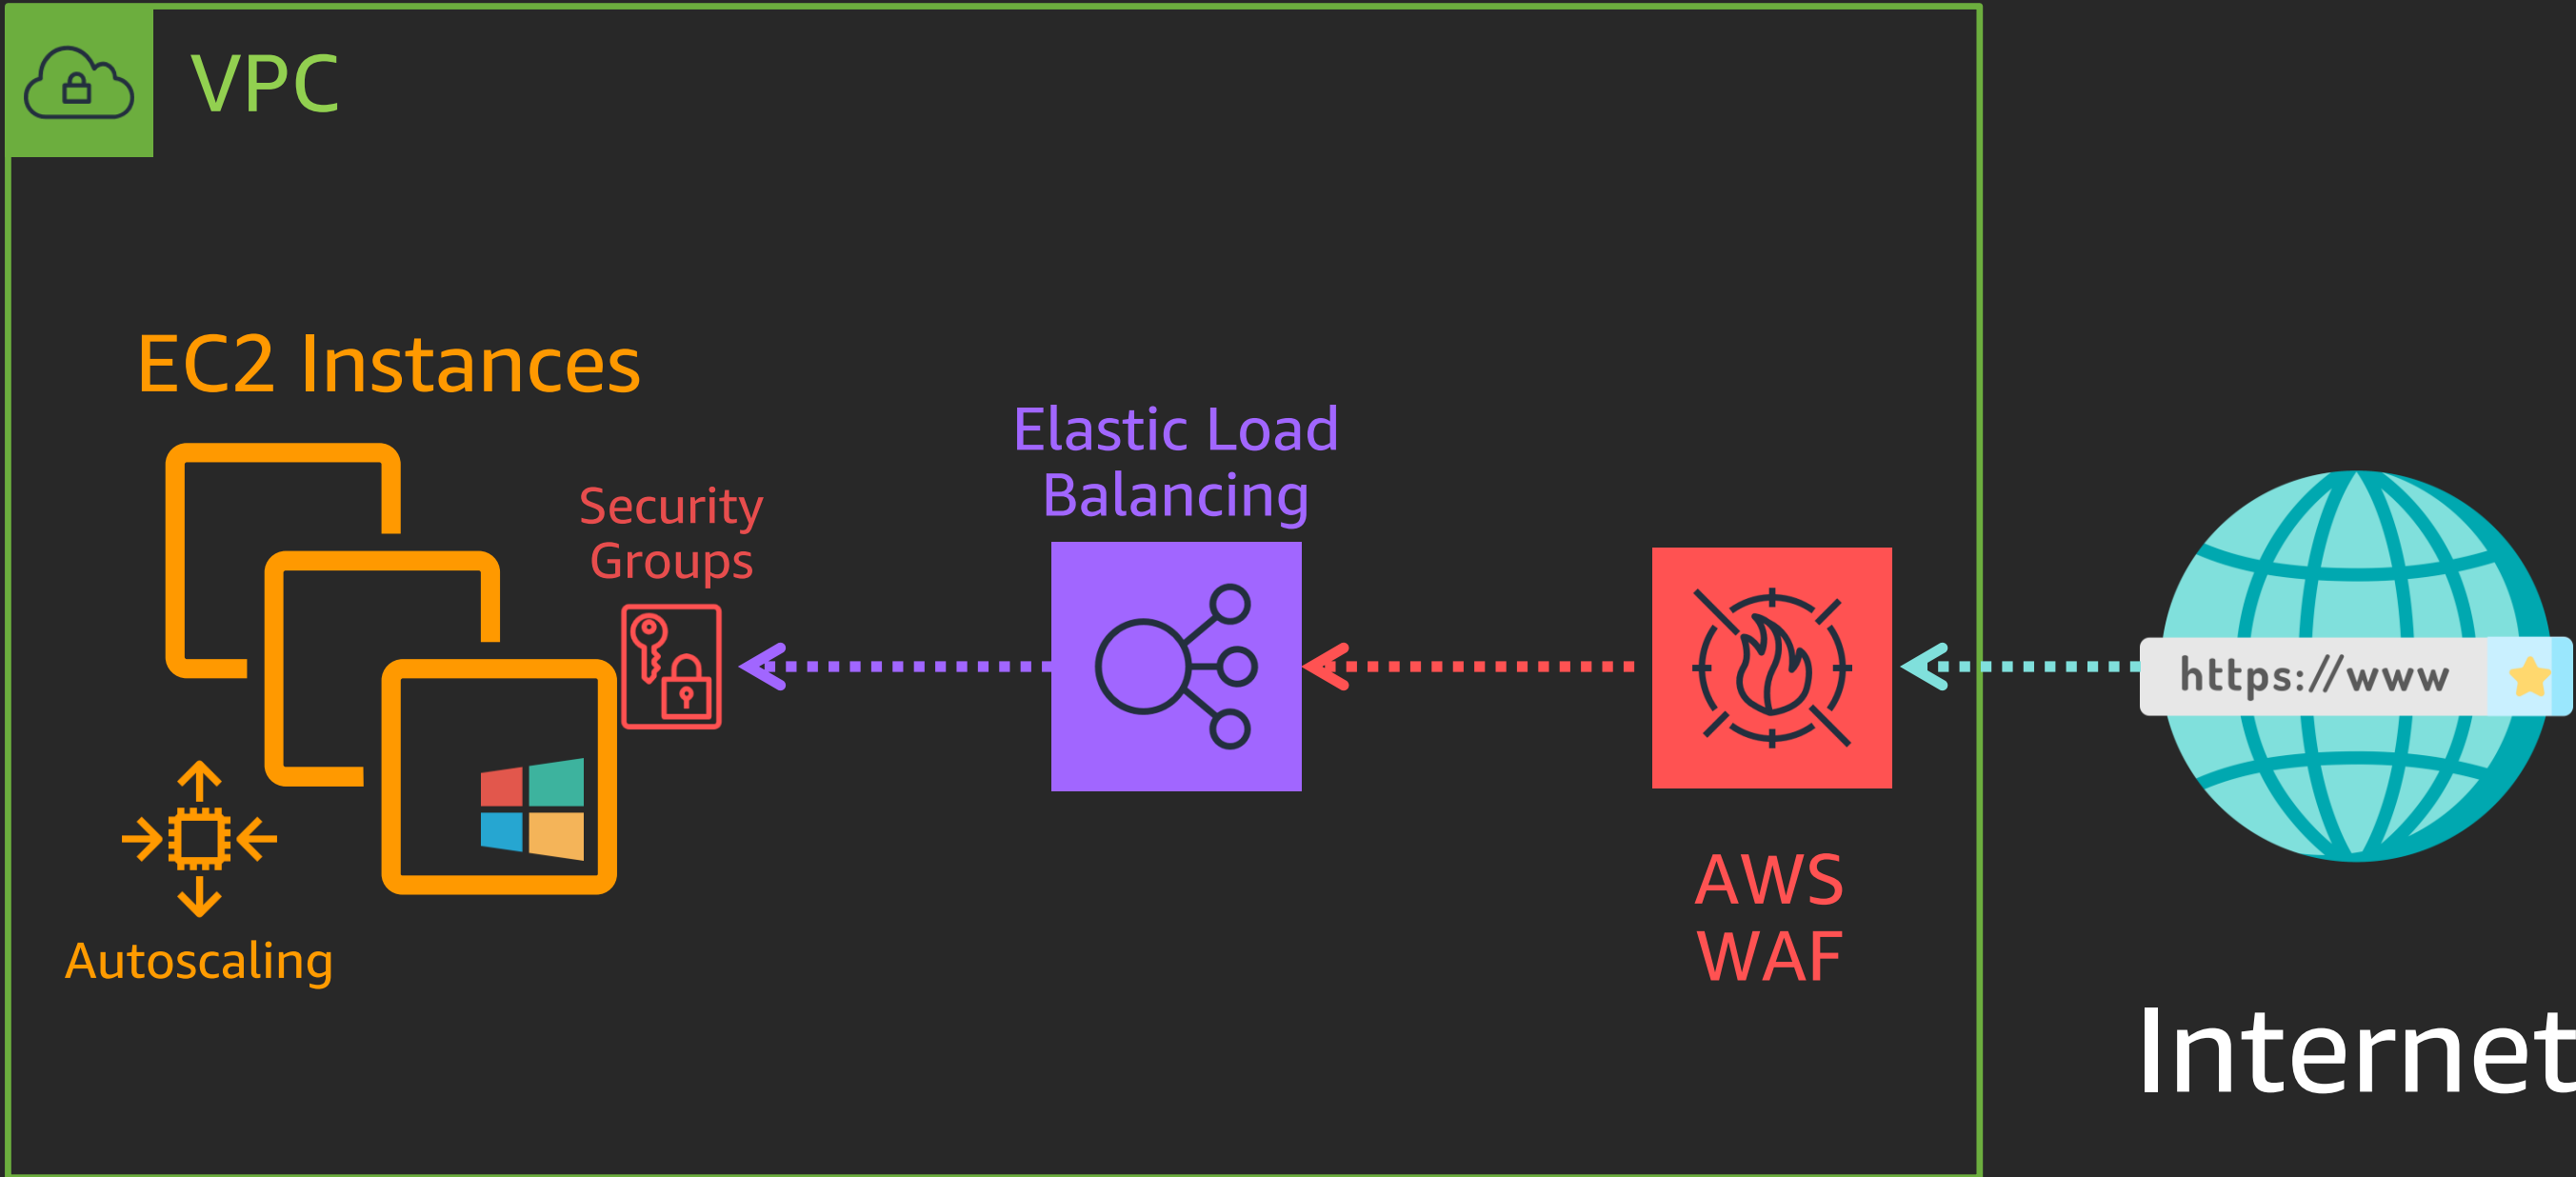 VPC
EC2 Instances
Security
Groups
Autoscaling
Elastic Load
Balancing
AWS
WAF
https://www
Internet